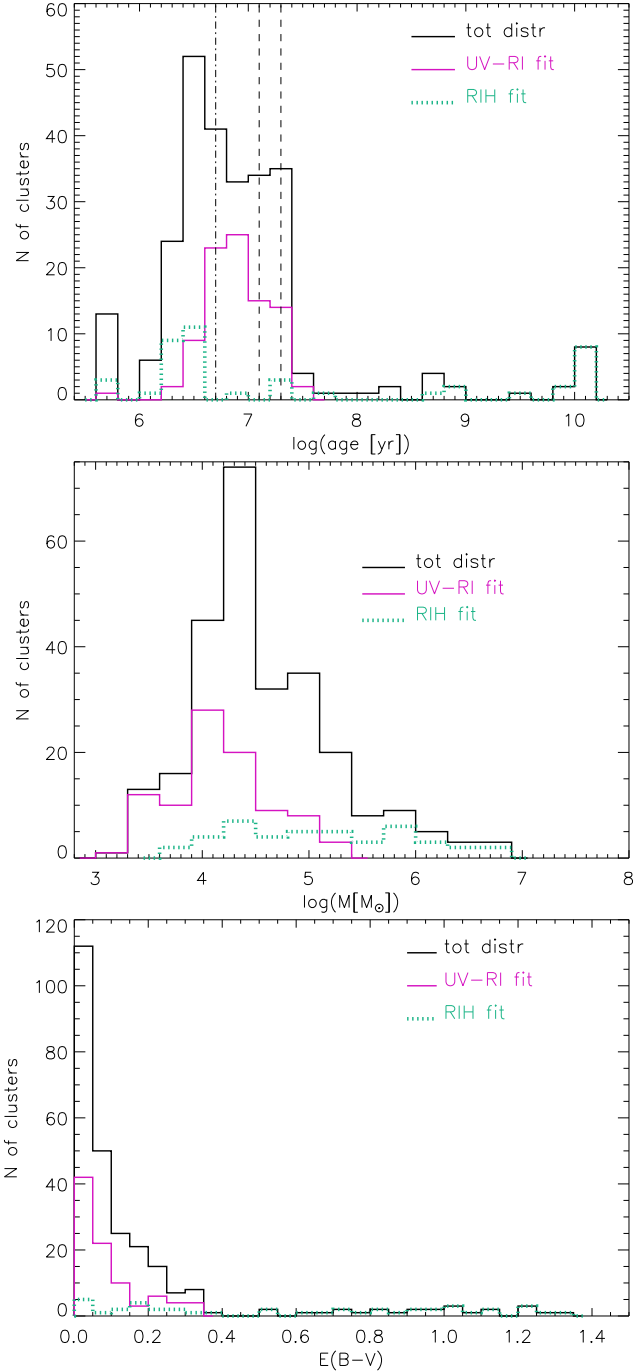 60
50
40
30
20
10
0
N of clusters
tot distr
UV−RI fit
RIH fit
6 7 8 9 10
log(age [yr])
60
40
20
0
N of clusters
tot distr
UV−RI fit
RIH fit
3 4 5 6 7 8
log(M[M⊙])
120
100
80
60
40
20
0
N of clusters
tot distr
UV−RI fit
RIH fit
0.0 0.2 0.4 0.6 0.8 1.0 1.2 1.4
E(B−V)